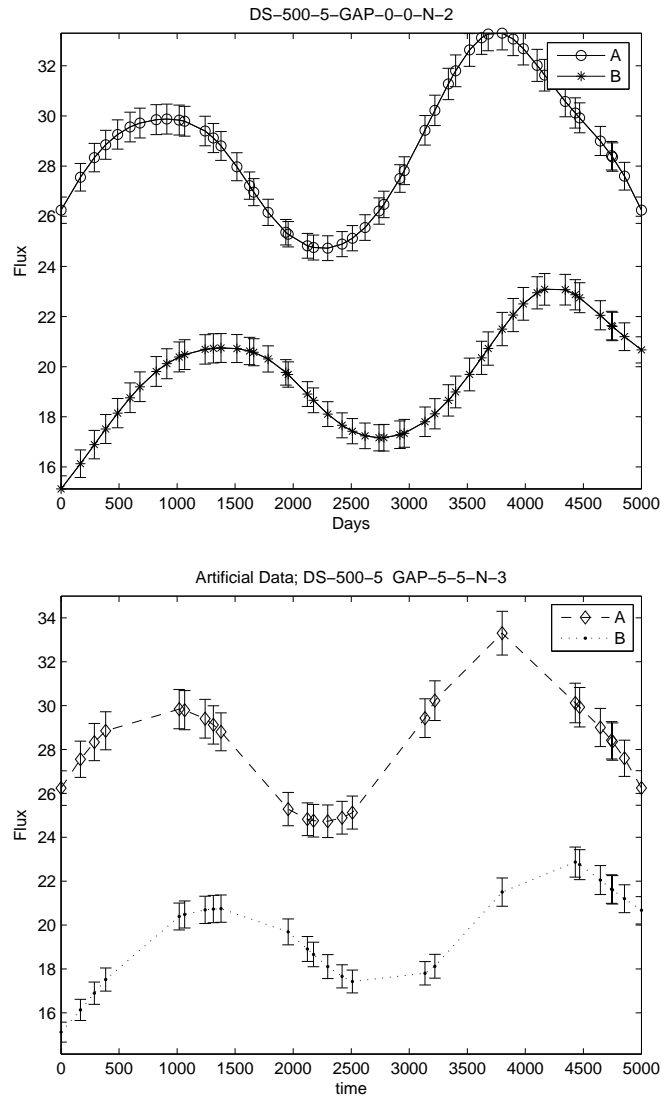 DS−500−5−GAP−0−0−N−2
A
B
32
30
28
26
24
22
20
18
16
Flux
0 500 1000 1500 2000 2500 3000 3500 4000 4500 5000
Days
Artificial Data; DS−500−5 GAP−5−5−N−3
A
B
34
32
30
28
26
24
22
20
18
16
Flux
0 500 1000 1500 2000 2500 3000 3500 4000 4500 5000
time